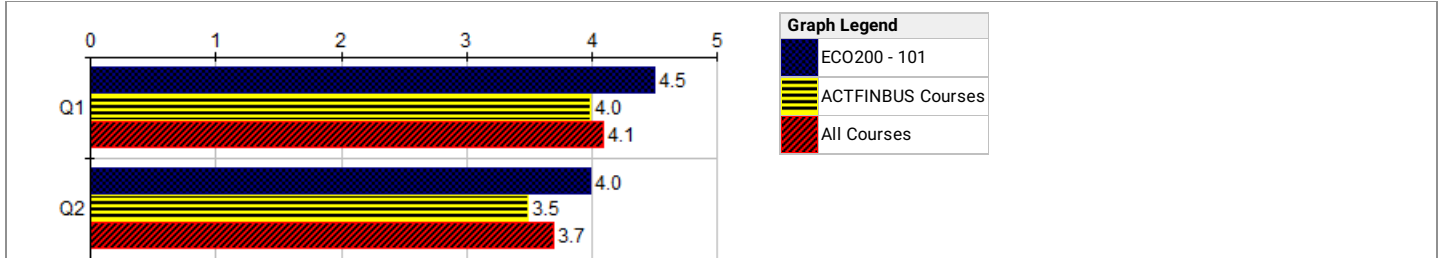 0 1 2 3 4 5
Q1
4.5
4.0
4.1
Q2
4.0
3.5
3.7
Graph Legend
ECO200 - 101
ACTFINBUS Courses
All Courses